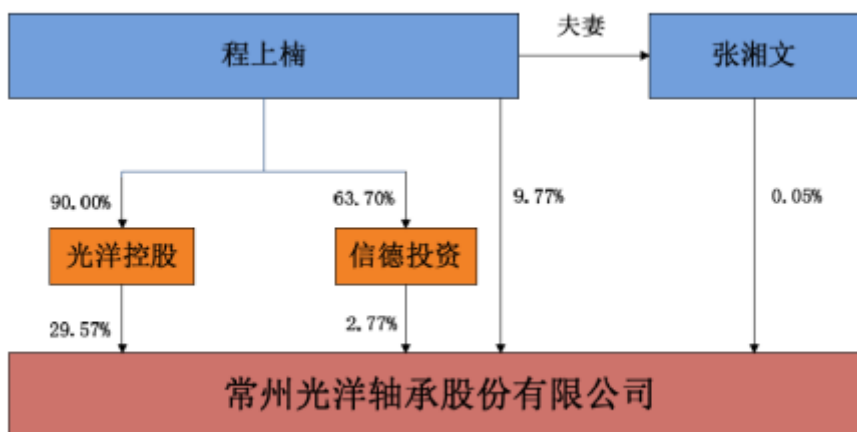 夫妻
程上楠
张湘文
90.00%
63.70%
9.77%
0.05%
光洋控股
信德投资
29.57%
2.77%
常州光洋轴承股份有限公司